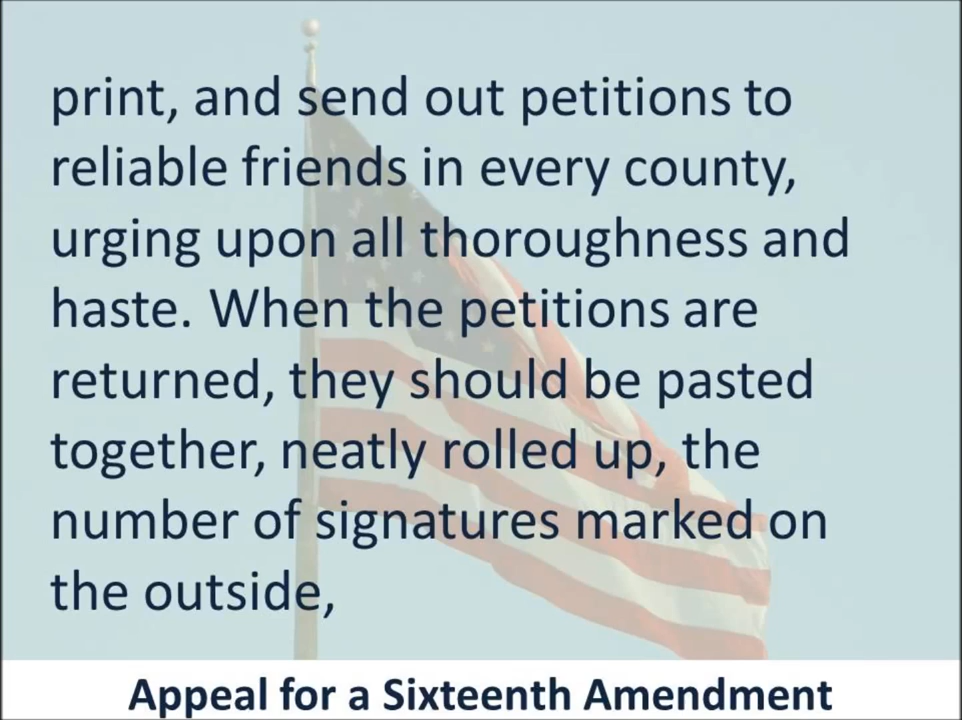 print, and send out petitions to
reliable friends in every county,
urging upon all thoroughness and
haste. When the petitions are
returned, they should be pasted
together, neatly rolled up, the
number of signatures marked on
the outside,
Appeal for a Sixteenth Amendment